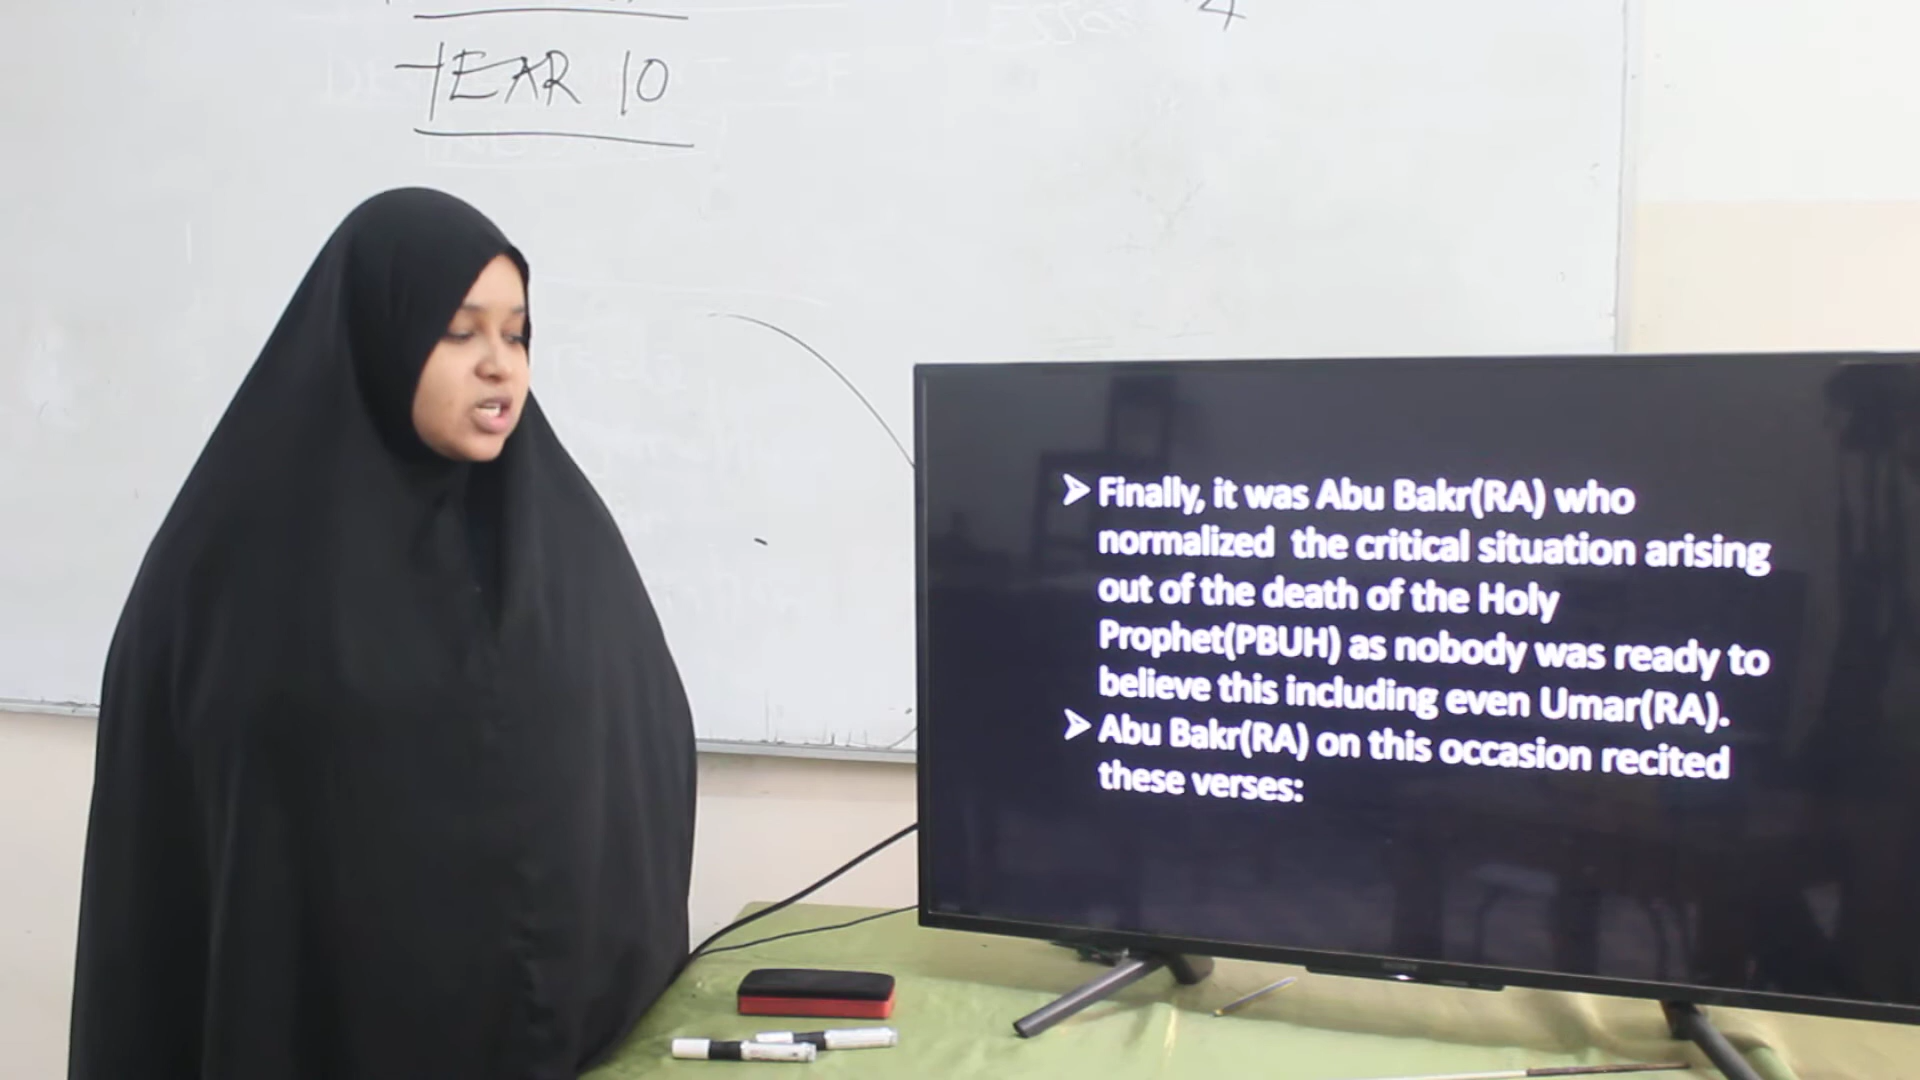 YEAR 10
➤ Finally, it was Abu Bakr(RA) who
normalized the critical situation arising
out of the death of the Holy
Prophet(PBUH) as nobody was ready to
believe this including even Umar(RA).
➤ Abu Bakr(RA) on this occasion recited
these verses: